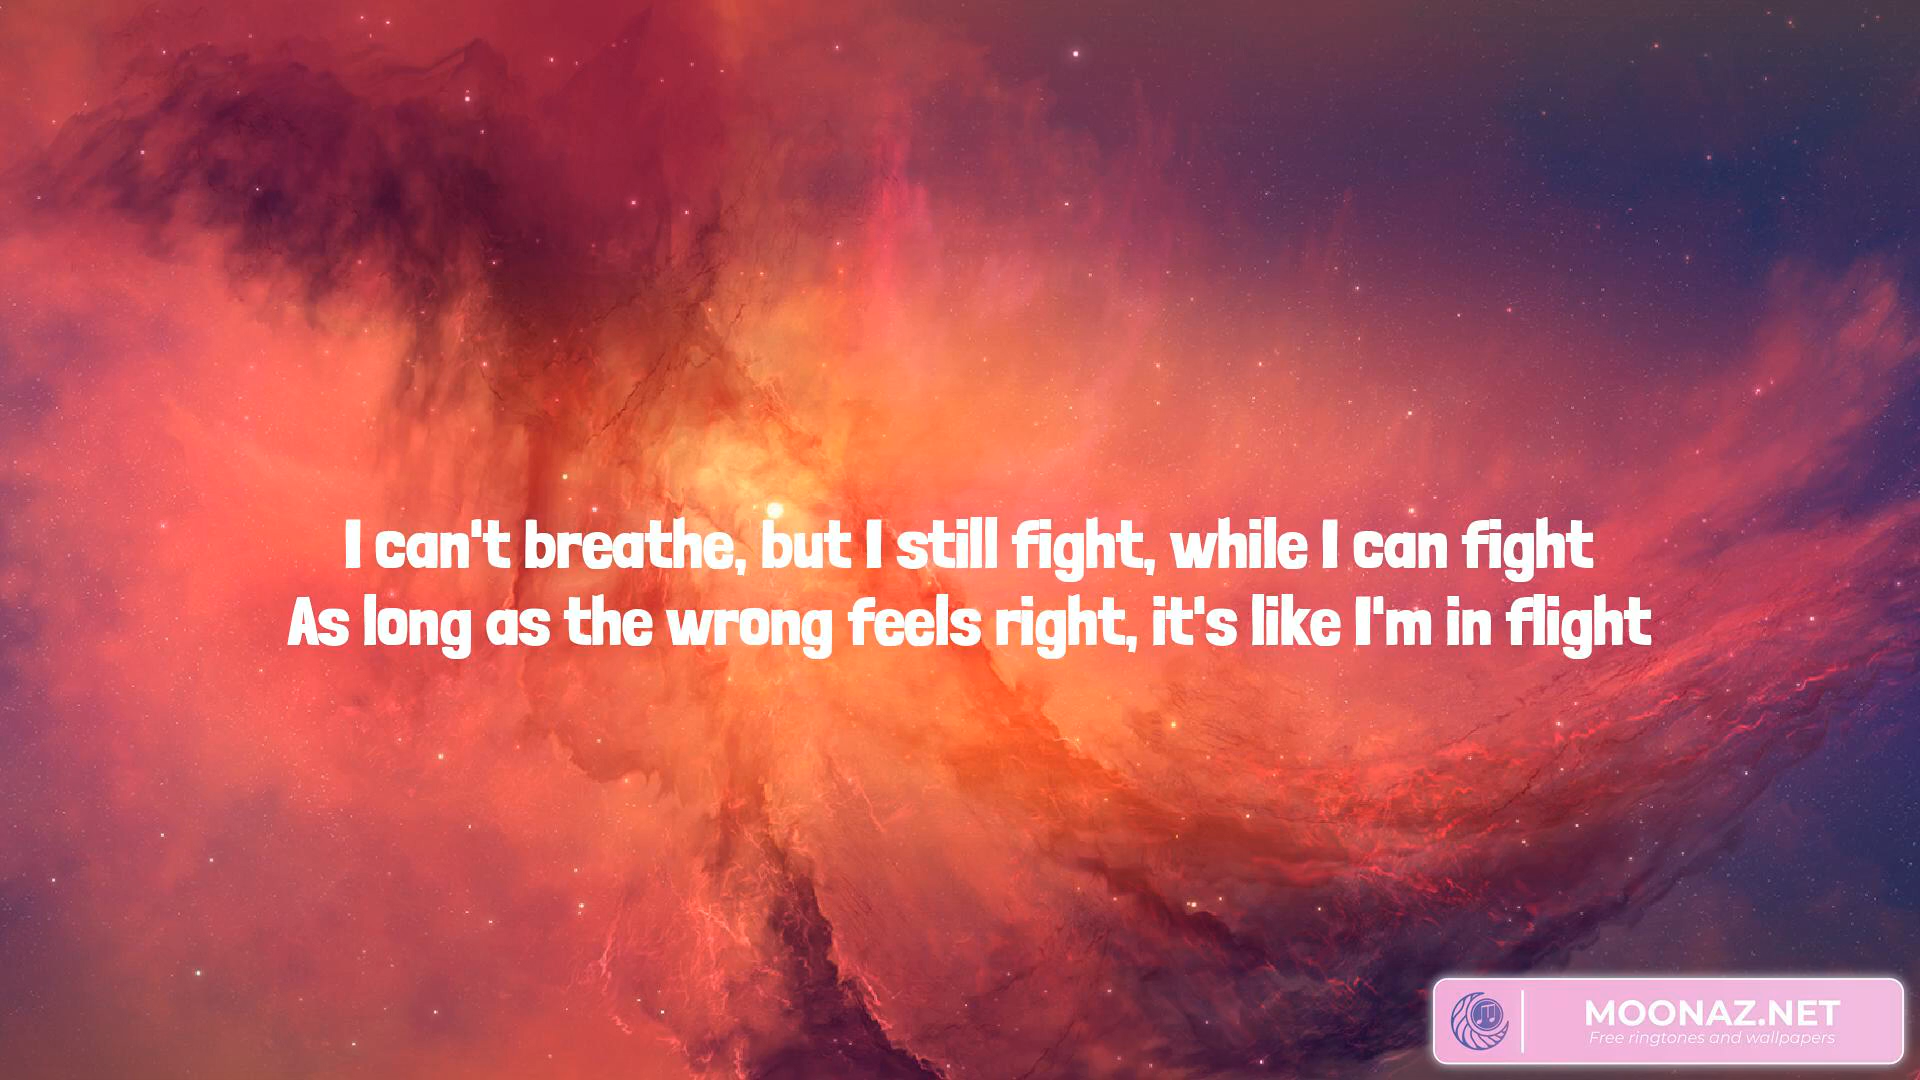 I can't breathe, but I still fight, while I can fight
As long as the wrong feels right, it's like I'm in flight
MOONAZ.NET
Free ringtones and wallpapers